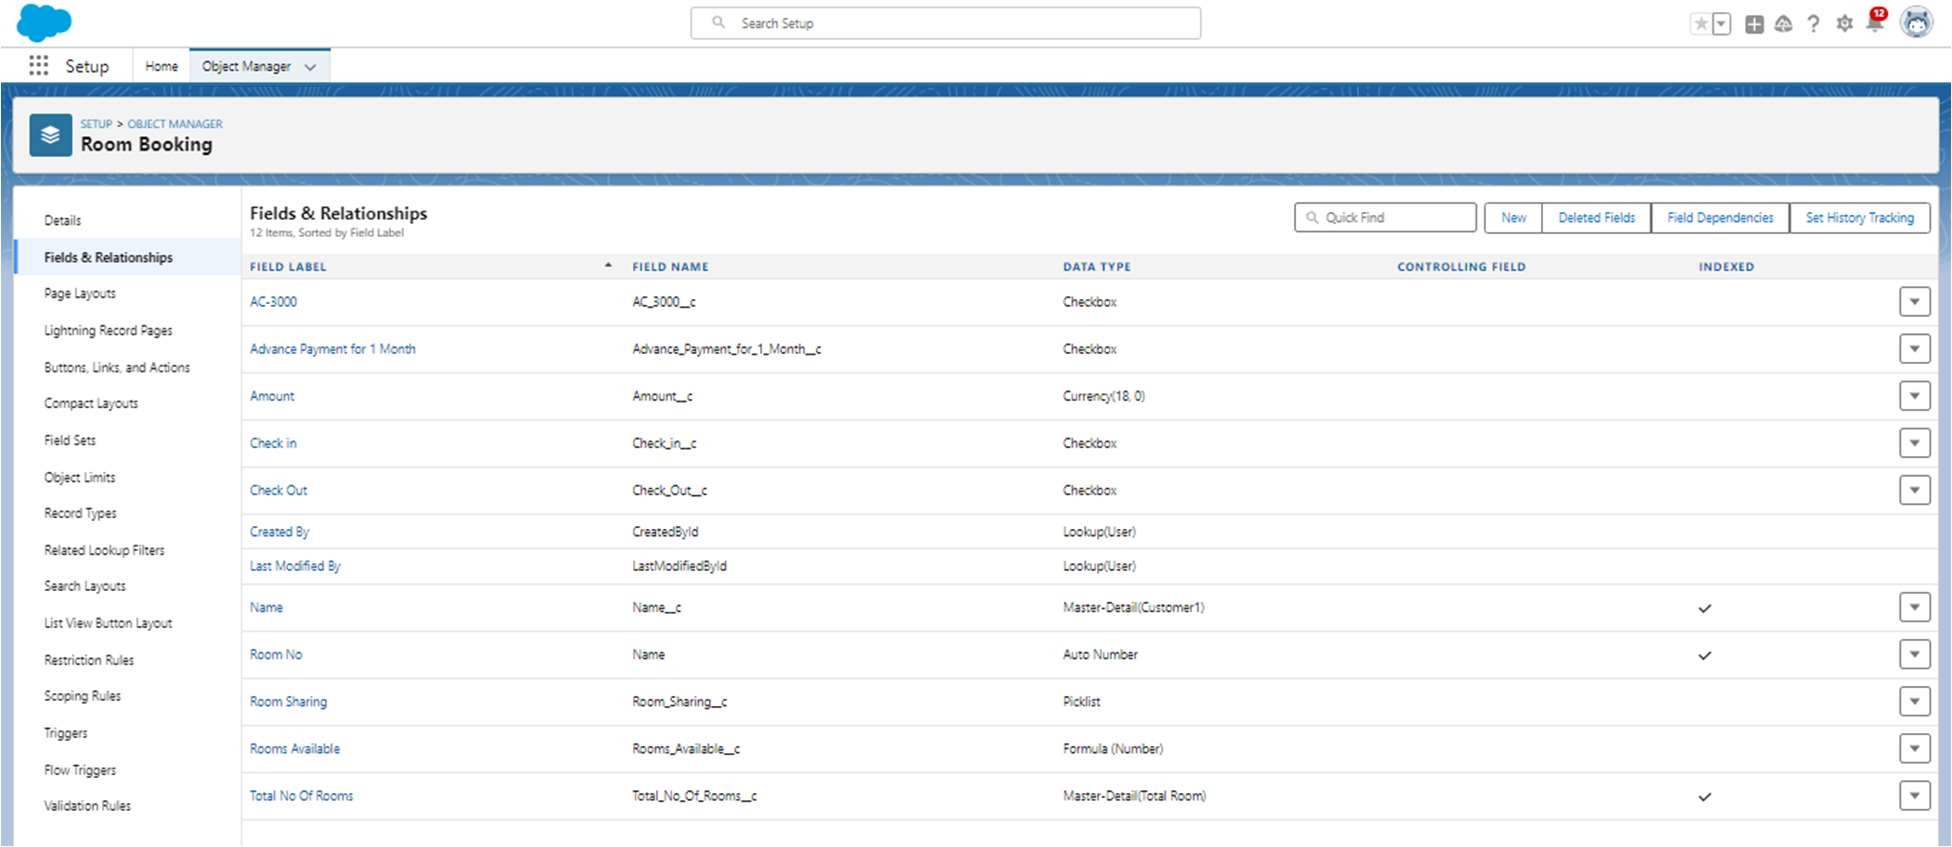 Search Setup
12
Setup
Home
Object Manager
SETUP > OBJECT MANAGER
Room Booking
Details
Fields & Relationships
Page Layouts
Lightning Record Pages
Buttons, Links, and Actions
Compact Layouts
Field Sets
Object Limits
Record Types
Related Lookup Filters
Search Layouts
List View Button Layout
Restriction Rules
Scoping Rules
Triggers
Flow Triggers
Validation Rules
Fields & Relationships
12 Items, Sorted by Field Label
Quick Find
New
Deleted Fields
Field Dependencies
Set History Tracking
FIELD LABEL FIELD NAME DATA TYPE CONTROLLING FIELD INDEXED
AC-3000 AC_3000__c Checkbox
Advance Payment for 1 Month Advance_Payment_for_1_Month__c Checkbox
Amount Amount__c Currency(18, 0)
Check in Check_in__c Checkbox
Check Out Check_Out__c Checkbox
Created By CreatedById Lookup(User)
Last Modified By LastModifiedById Lookup(User)
Name Name__c Master-Detail(Customer1)
Room No Name Auto Number
Room Sharing Room_Sharing__c Picklist
Rooms Available Rooms_Available__c Formula (Number)
Total No Of Rooms Total_No_Of_Rooms__c Master-Detail(Total Room)